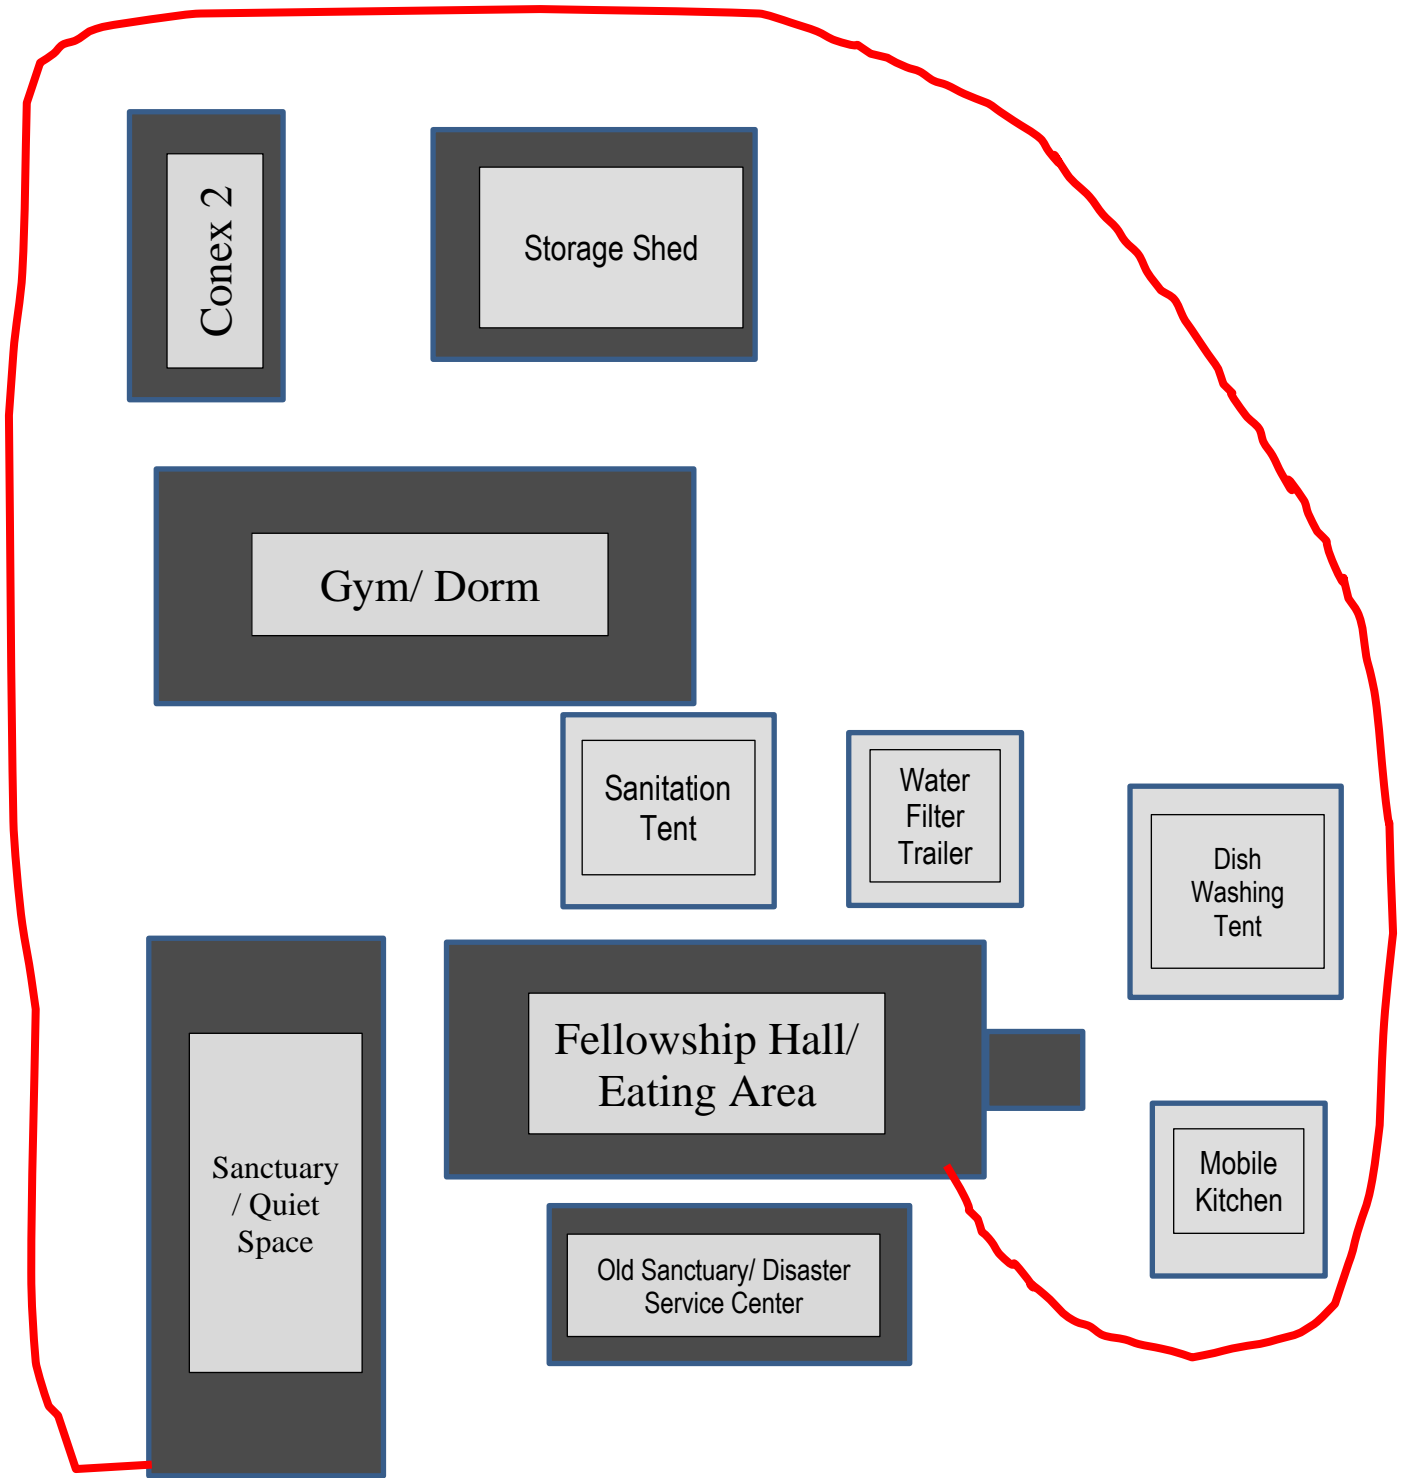 Conex 2
Storage Shed
Gym/ Dorm
Sanitation
Tent
Water
Filter
Trailer
Dish
Washing
Tent
Fellowship Hall/
Eating Area
Sanctuary
/ Quiet
Space
Mobile
Kitchen
Old Sanctuary/ Disaster
Service Center